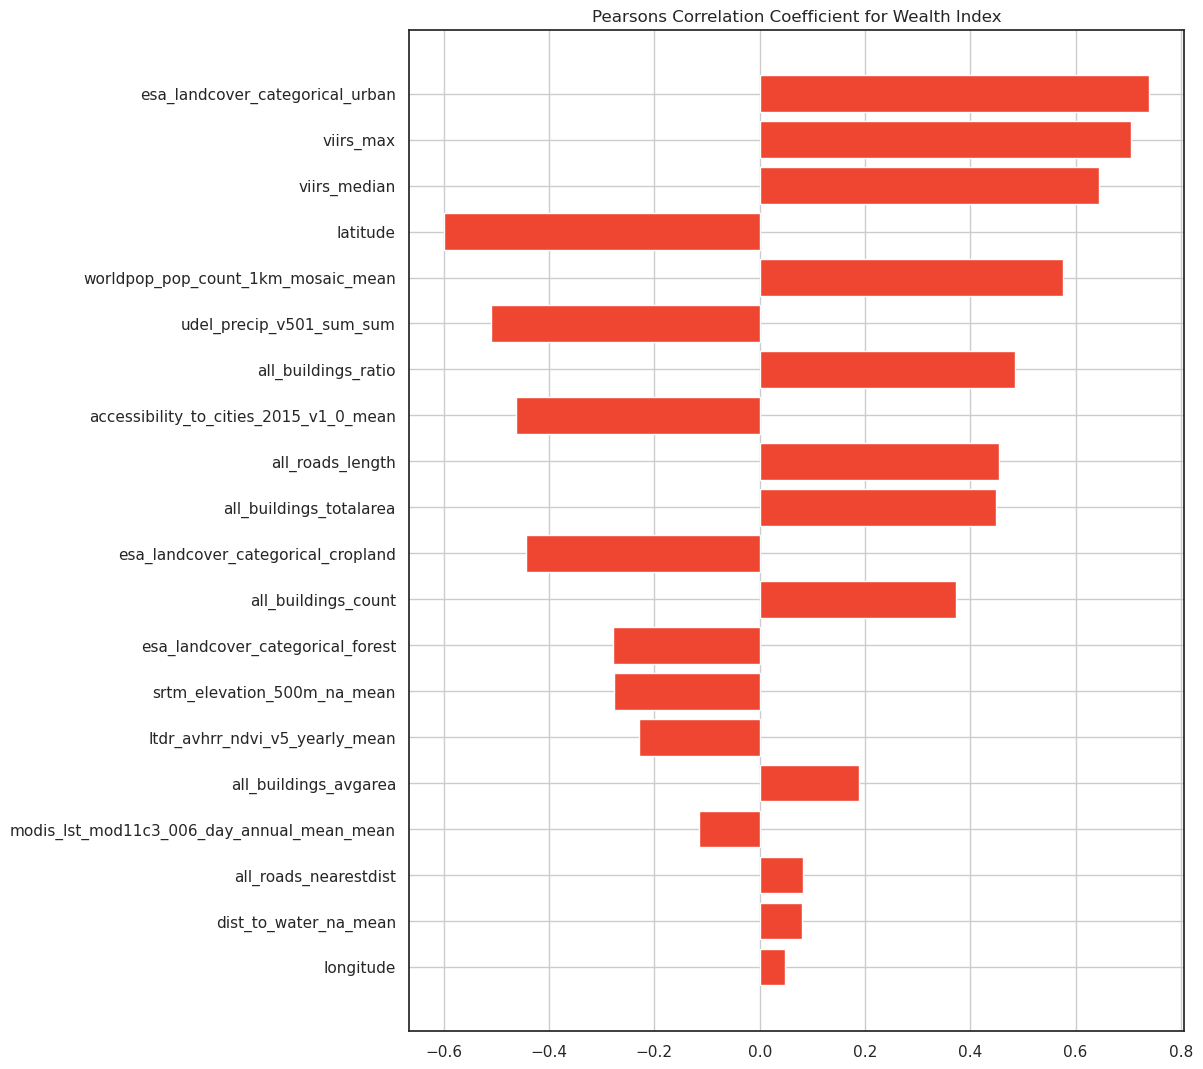 Pearsons Correlation Coefficient for Wealth Index
esa_landcover_categorical_urban
viirs_max
viirs_median
latitude
worldpop_pop_count_1km_mosaic_mean
udel_precip_v501_sum_sum
all_buildings_ratio
accessibility_to_cities_2015_v1_0_mean
all_roads_length
all_buildings_totalarea
esa_landcover_categorical_cropland
all_buildings_count
esa_landcover_categorical_forest
srtm_elevation_500m_na_mean
ltdr_avhrr_ndvi_v5_yearly_mean
all_buildings_avgarea
modis_lst_mod11c3_006_day_annual_mean_mean
all_roads_nearestdist
dist_to_water_na_mean
longitude
−0.6 −0.4 −0.2 0.0 0.2 0.4 0.6 0.8